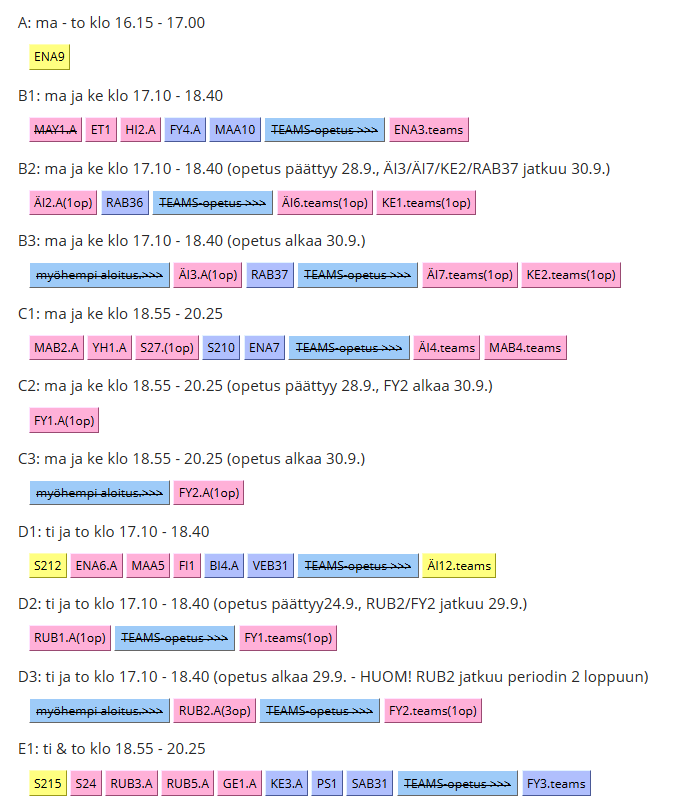 A: ma - to klo 16.15 - 17.00
ENA9
B1: ma ja ke klo 17.10 - 18.40
MAY1.A ET1 HI2.A FY4.A MAA10 TEAMS-opetus >>> ENA3.teams
B2: ma ja ke klo 17.10 - 18.40 (opetus päättyy 28.9., ÄI3/ÄI7/KE2/RAB37 jatkuu 30.9.)
ÄI2.A(1op) RAB36 TEAMS-opetus >>> ÄI6.teams(1op) KE1.teams(1op)
B3: ma ja ke klo 17.10 - 18.40 (opetus alkaa 30.9.)
myöhempi aloitus.>>> ÄI3.A(1op) RAB37 TEAMS-opetus >>> ÄI7.teams(1op) KE2.teams(1op)
C1: ma ja ke klo 18.55 - 20.25
MAB2.A YH1.A S27.(1op) S210 ENA7 TEAMS-opetus >>> ÄI4.teams MAB4.teams
C2: ma ja ke klo 18.55 - 20.25 (opetus päättyy 28.9., FY2 alkaa 30.9.)
FY1.A(1op)
C3: ma ja ke klo 18.55 - 20.25 (opetus alkaa 30.9.)
myöhempi aloitus.>>> FY2.A(1op)
D1: ti ja to klo 17.10 - 18.40
S212 ENA6.A MAA5 FI1 BI4.A VEB31 TEAMS-opetus >>> ÄI12.teams
D2: ti ja to klo 17.10 - 18.40 (opetus päättyy24.9., RUB2/FY2 jatkuu 29.9.)
RUB1.A(1op) TEAMS-opetus >>> FY1.teams(1op)
D3: ti ja to klo 17.10 - 18.40 (opetus alkaa 29.9. - HUOM! RUB2 jatkuu periodin 2 loppuun)
myöhempi aloitus.>>> RUB2.A(3op) TEAMS-opetus >>> FY2.teams(1op)
E1: ti & to klo 18.55 - 20.25
S215 S24 RUB3.A RUB5.A GE1.A KE3.A PS1 SAB31 TEAMS-opetus >>> FY3.teams